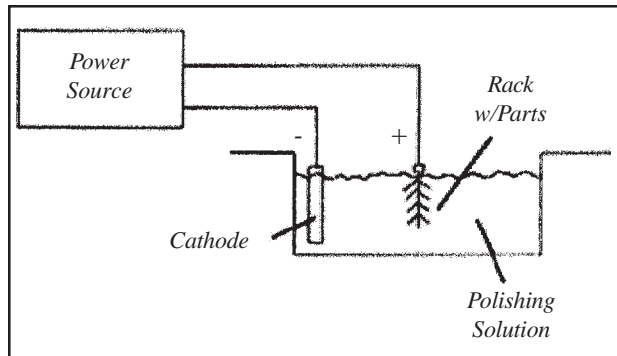 Power
Source
Rack
w/Parts
- +
Cathode
Polishing
Solution